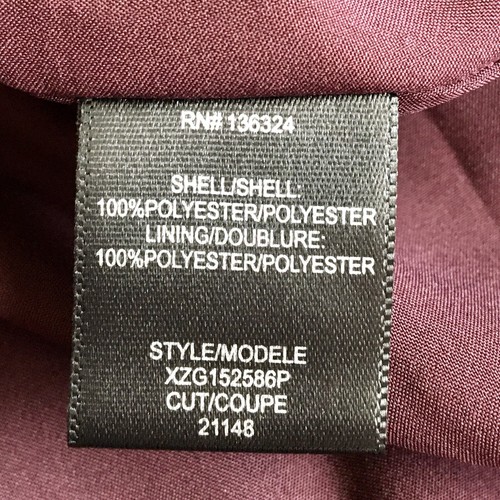 RN# 136324
SHELL/SHELL:
100%POLYESTER/POLYESTER
LINING/DOUBLURE:
100%POLYESTER/POLYESTER
STYLE/MODELE
XZG152586P
CUT/COUPE
21148